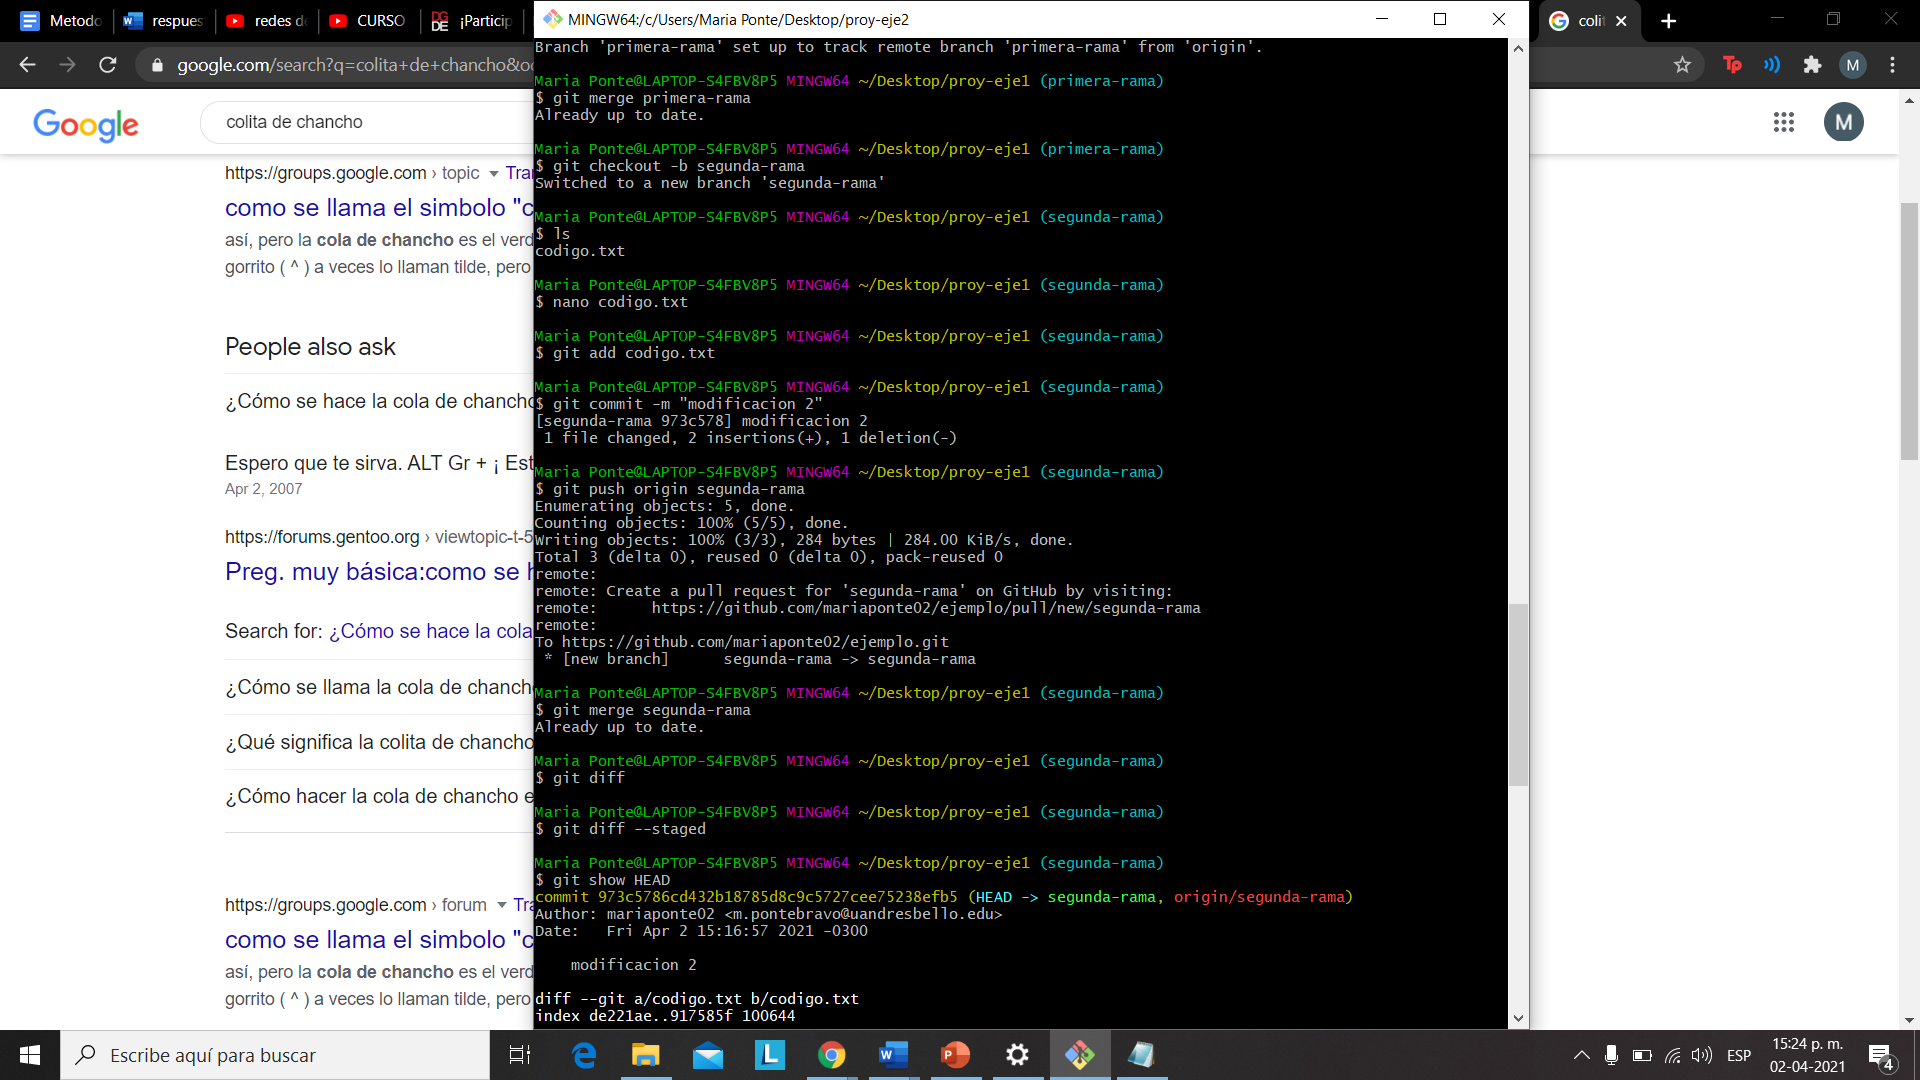 Metodo
respues
redes d
CURSO
¡Particip
MINGW64:/c/Users/Maria Ponte/Desktop/proy-eje2
coli
google.com/search?q=colita+de+chancho&oq
M
Google
colita de chancho
M
https://groups.google.com › topic Tra
como se llama el simbolo "c
así, pero la cola de chancho es el verd
gorrito ( ^ ) a veces lo llaman tilde, pero
People also ask
¿Cómo se hace la cola de chancho
Espero que te sirva. ALT Gr + ¡ Est
Apr 2, 2007
https://forums.gentoo.org › viewtopic-t-5
Preg. muy básica:como se h
Search for: ¿Cómo se hace la cola
¿Cómo se llama la cola de chanch
¿Qué significa la colita de chancho
¿Cómo hacer la cola de chancho e
https://groups.google.com › forum Tra
como se llama el simbolo "c
así, pero la cola de chancho es el verd
gorrito ( ^ ) a veces lo llaman tilde, pero
Branch 'primera-rama' set up to track remote branch 'primera-rama' from 'origin'.
Maria Ponte@LAPTOP-S4FBV8P5 MINGW64 ~/Desktop/proy-eje1 (primera-rama)
$ git merge primera-rama
Already up to date.
Maria Ponte@LAPTOP-S4FBV8P5 MINGW64 ~/Desktop/proy-eje1 (primera-rama)
$ git checkout -b segunda-rama
Switched to a new branch 'segunda-rama'
Maria Ponte@LAPTOP-S4FBV8P5 MINGW64 ~/Desktop/proy-eje1 (segunda-rama)
$ ls
codigo.txt
Maria Ponte@LAPTOP-S4FBV8P5 MINGW64 ~/Desktop/proy-eje1 (segunda-rama)
$ nano codigo.txt
Maria Ponte@LAPTOP-S4FBV8P5 MINGW64 ~/Desktop/proy-eje1 (segunda-rama)
$ git add codigo.txt
Maria Ponte@LAPTOP-S4FBV8P5 MINGW64 ~/Desktop/proy-eje1 (segunda-rama)
$ git commit -m "modificacion 2"
[segunda-rama 973c578] modificacion 2
1 file changed, 2 insertions(+), 1 deletion(-)
Maria Ponte@LAPTOP-S4FBV8P5 MINGW64 ~/Desktop/proy-eje1 (segunda-rama)
$ git push origin segunda-rama
Enumerating objects: 5, done.
Counting objects: 100% (5/5), done.
Writing objects: 100% (3/3), 284 bytes | 284.00 KiB/s, done.
Total 3 (delta 0), reused 0 (delta 0), pack-reused 0
remote:
remote: Create a pull request for 'segunda-rama' on GitHub by visiting:
remote: https://github.com/mariaponte02/ejemplo/pull/new/segunda-rama
remote:
To https://github.com/mariaponte02/ejemplo.git
* [new branch] segunda-rama -> segunda-rama
Maria Ponte@LAPTOP-S4FBV8P5 MINGW64 ~/Desktop/proy-eje1 (segunda-rama)
$ git merge segunda-rama
Already up to date.
Maria Ponte@LAPTOP-S4FBV8P5 MINGW64 ~/Desktop/proy-eje1 (segunda-rama)
$ git diff
Maria Ponte@LAPTOP-S4FBV8P5 MINGW64 ~/Desktop/proy-eje1 (segunda-rama)
$ git diff --staged
Maria Ponte@LAPTOP-S4FBV8P5 MINGW64 ~/Desktop/proy-eje1 (segunda-rama)
$ git show HEAD
commit 973c5786cd432b18785d8c9c5727cee75238efb5 (HEAD -> segunda-rama, origin/segunda-rama)
Author: mariaponte02 <m.pontebravo@uandresbello.edu>
Date: Fri Apr 2 15:16:57 2021 -0300
modificacion 2
diff --git a/codigo.txt b/codigo.txt
index de221ae..917585f 100644
Escribe aquí para buscar
ESP
15:24 p. m.
02-04-2021
4